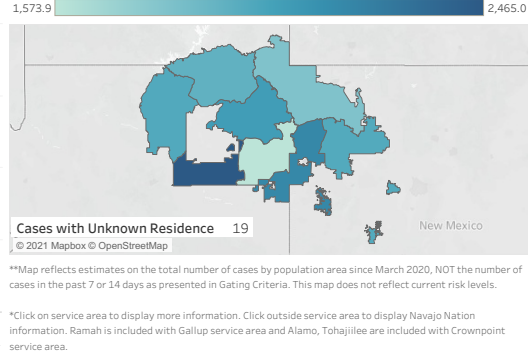 1,573.9 2,465.0
Cases with Unknown Residence 19
© 2021 Mapbox © OpenStreetMap
New Mexico
**Map reflects estimates on the total number of cases by population area since March 2020, NOT the number of
cases in the past 7 or 14 days as presented in Gating Criteria. This map does not reflect current risk levels.
*Click on service area to display more information. Click outside service area to display Navajo Nation
information. Ramah is included with Gallup service area and Alamo, Tohajiilee are included with Crownpoint
service area.